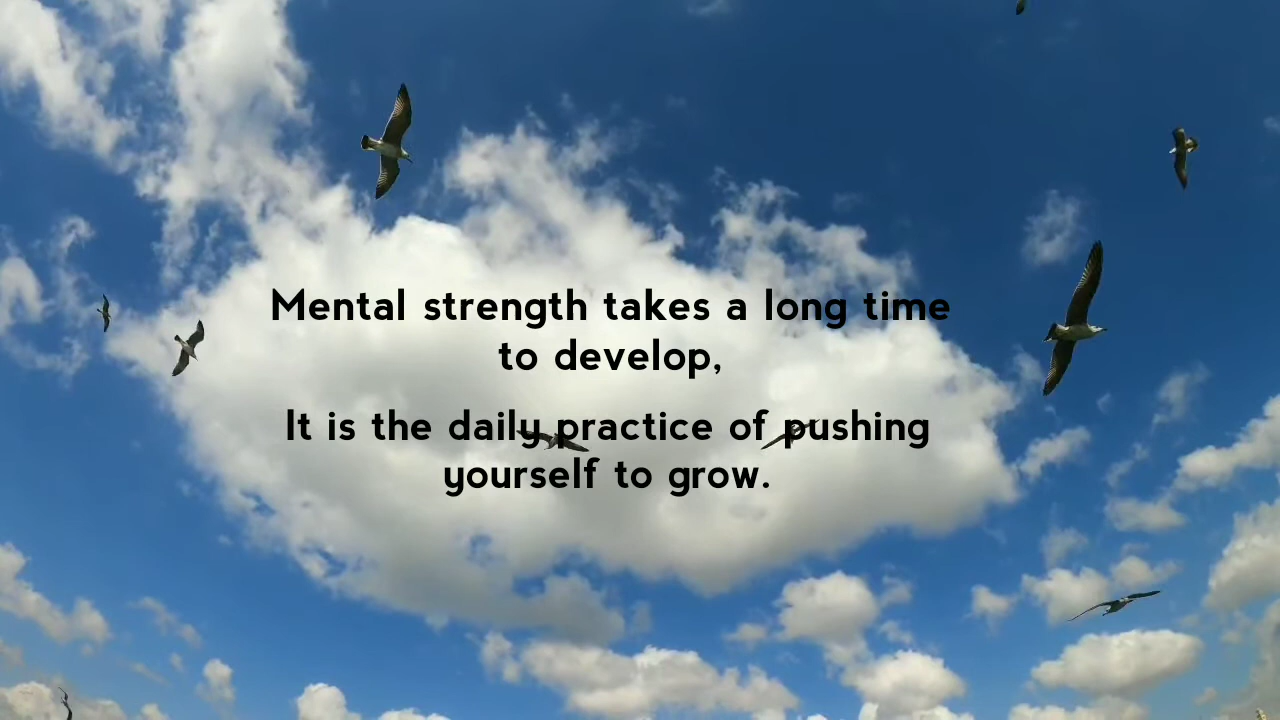 Mental strength takes a long time
to develop,
It is the daily practice of pushing
yourself to grow.